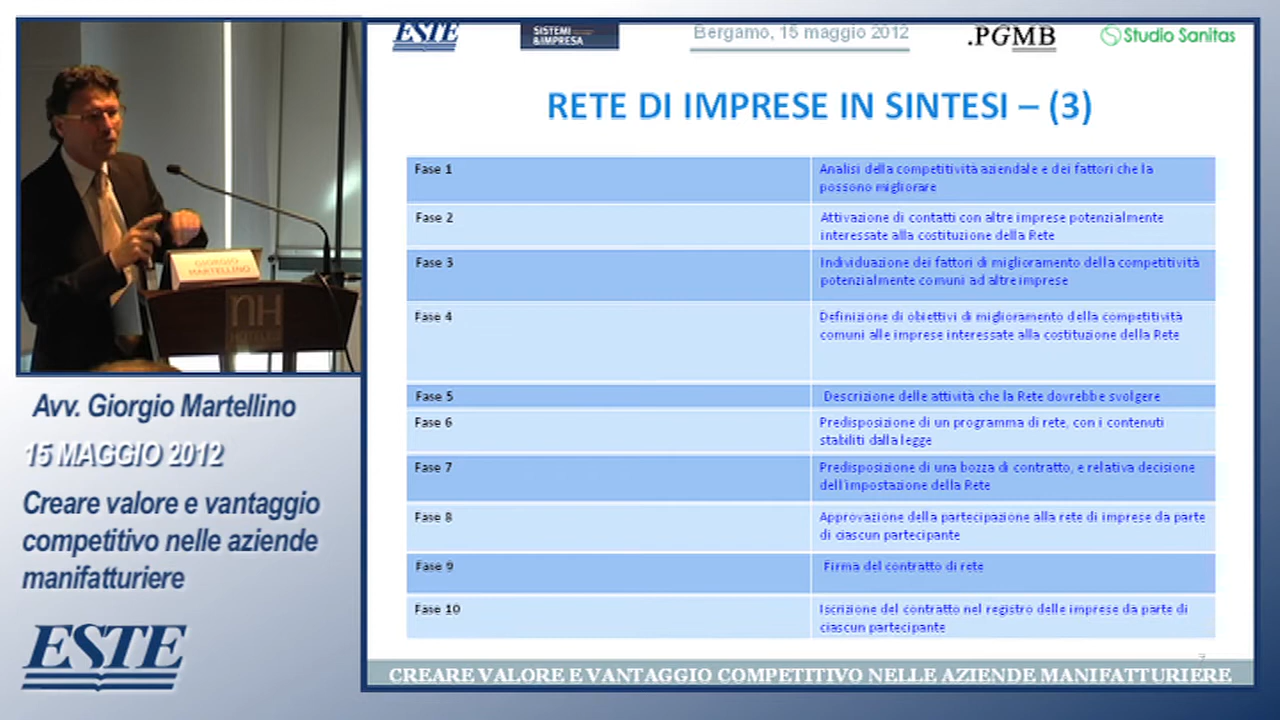 ESTE
SISTEMI
&IMPRESA
Bergamo, 15 maggio 2012
.PGMB
Studio Sanitas
RETE DI IMPRESE IN SINTESI – (3)
Fase 1
Analisi della competitività aziendale e dei fattori che la
possono migliorare
Fase 2
Attivazione di contatti con altre imprese potenzialmente
interessate alla costituzione della Rete
Fase 3
Individuazione dei fattori di miglioramento della competitività
potenzialmente comuni ad altre imprese
Fase 4
Definizione di obiettivi di miglioramento della competitività
comuni alle imprese interessate alla costituzione della Rete
Fase 5
Descrizione delle attività che la Rete dovrebbe svolgere
Fase 6
Predisposizione di un programma di rete, con i contenuti
stabiliti dalla legge
Fase 7
Predisposizione di una bozza di contratto, e relativa decisione
dell'impostazione della Rete
Fase 8
Approvazione della partecipazione alla rete di imprese da parte
di ciascun partecipante
Fase 9
Firma del contratto di rete
Fase 10
Iscrizione del contratto nel registro delle imprese da parte di
ciascun partecipante
CREARE VALORE E VANTAGGIO COMPETITIVO NELLE AZIENDE MANIFATTURIERE
GIORGIO
MARTELLINO
nH
HOTELES
Avv. Giorgio Martellino
15 MAGGIO 2012
Creare valore e vantaggio
competitivo nelle aziende
manifatturiere
ESTE